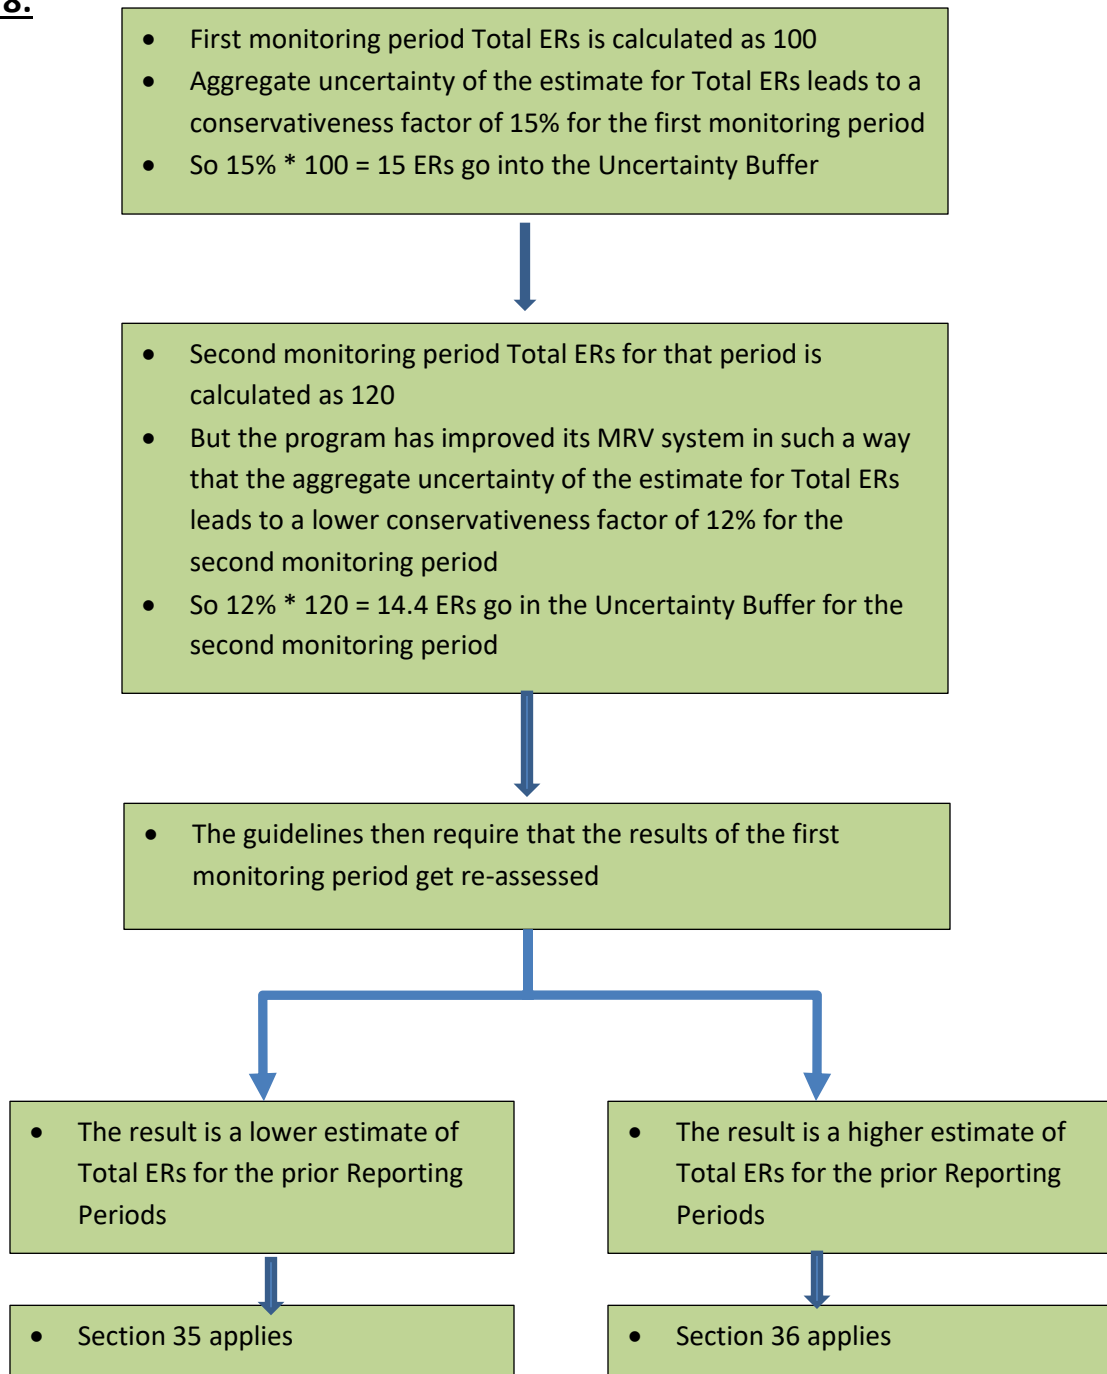 8.
• First monitoring period Total ERs is calculated as 100
• Aggregate uncertainty of the estimate for Total ERs leads to a
conservativeness factor of 15% for the first monitoring period
• So 15% * 100 = 15 ERs go into the Uncertainty Buffer
• Second monitoring period Total ERs for that period is
calculated as 120
• But the program has improved its MRV system in such a way
that the aggregate uncertainty of the estimate for Total ERs
leads to a lower conservativeness factor of 12% for the
second monitoring period
• So 12% * 120 = 14.4 ERs go in the Uncertainty Buffer for the
second monitoring period
• The guidelines then require that the results of the first
monitoring period get re-assessed
• The result is a lower estimate of
Total ERs for the prior Reporting
Periods
• The result is a higher estimate of
Total ERs for the prior Reporting
Periods
• Section 35 applies
• Section 36 applies